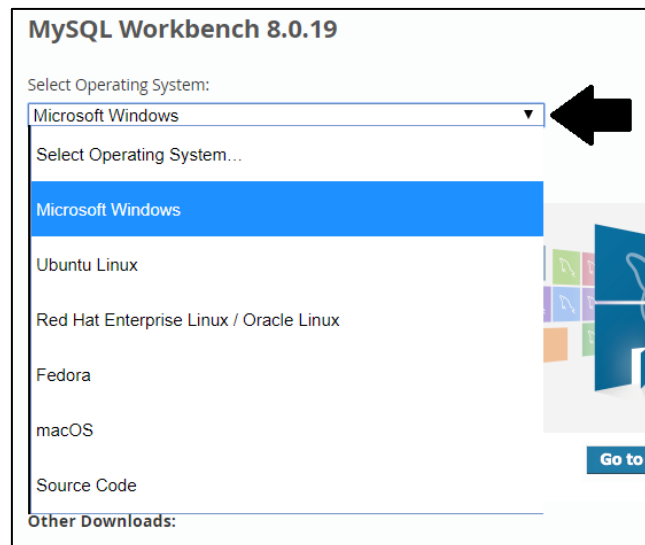 MySQL Workbench 8.0.19
Select Operating System:
Microsoft Windows
Select Operating System...
Microsoft Windows
Ubuntu Linux
Red Hat Enterprise Linux / Oracle Linux
Fedora
macOS
Source Code
Go to
Other Downloads: